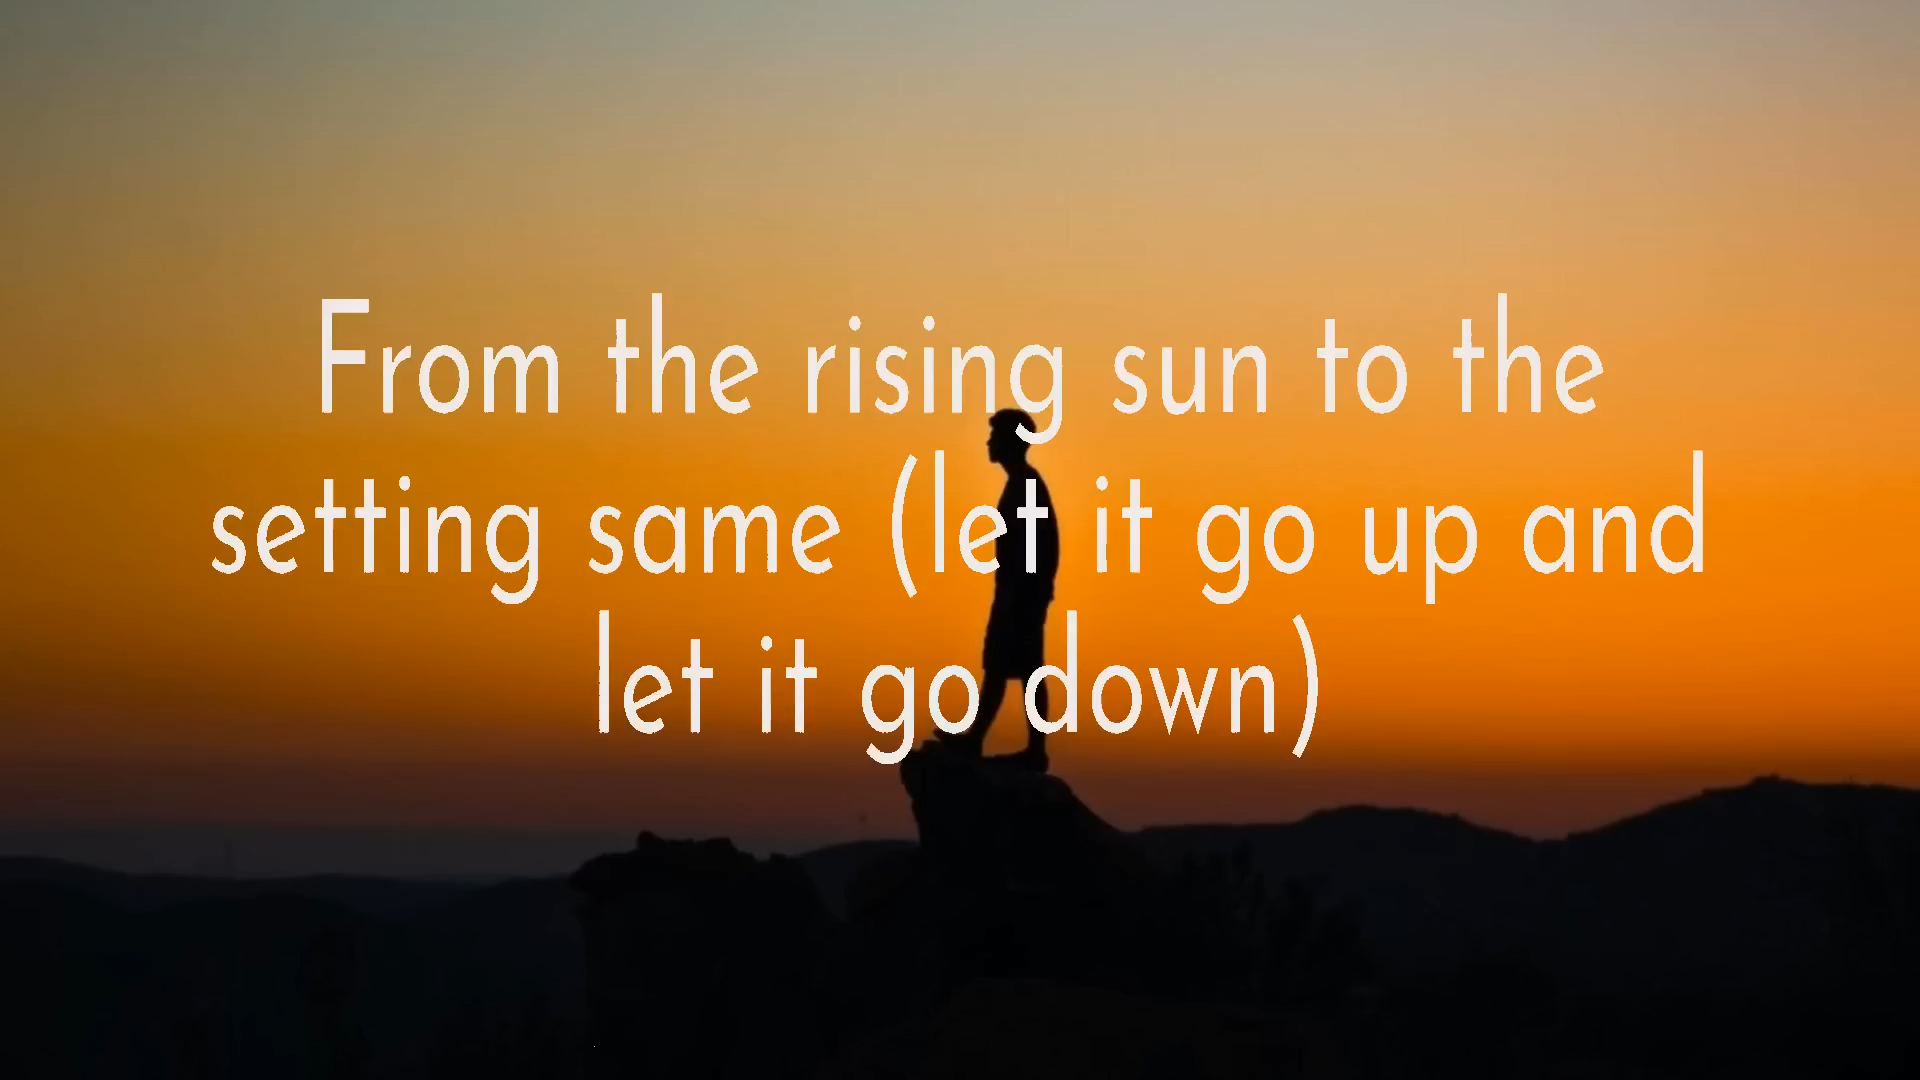 From the rising sun to the
setting same (let it go up and
let it go down)